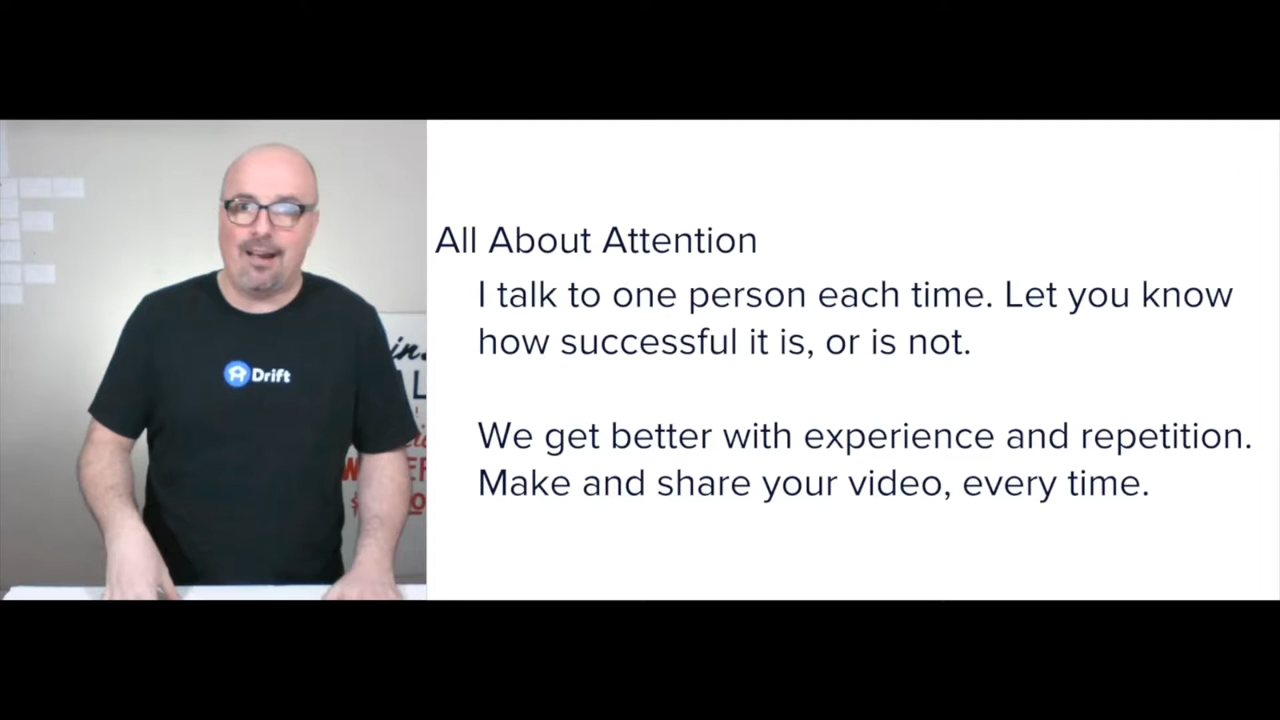 All About Attention
I talk to one person each time. Let you know
how successful it is, or is not.
We get better with experience and repetition.
Make and share your video, every time.
Drift